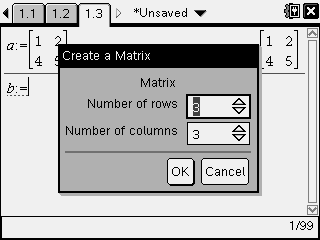 1.1 1.2 1.3 *Unsaved
a:=[1 2
4 5
1 2
4 5]
b:=
Create a Matrix
Matrix
Number of rows 3
Number of columns 3
OK Cancel
1/99